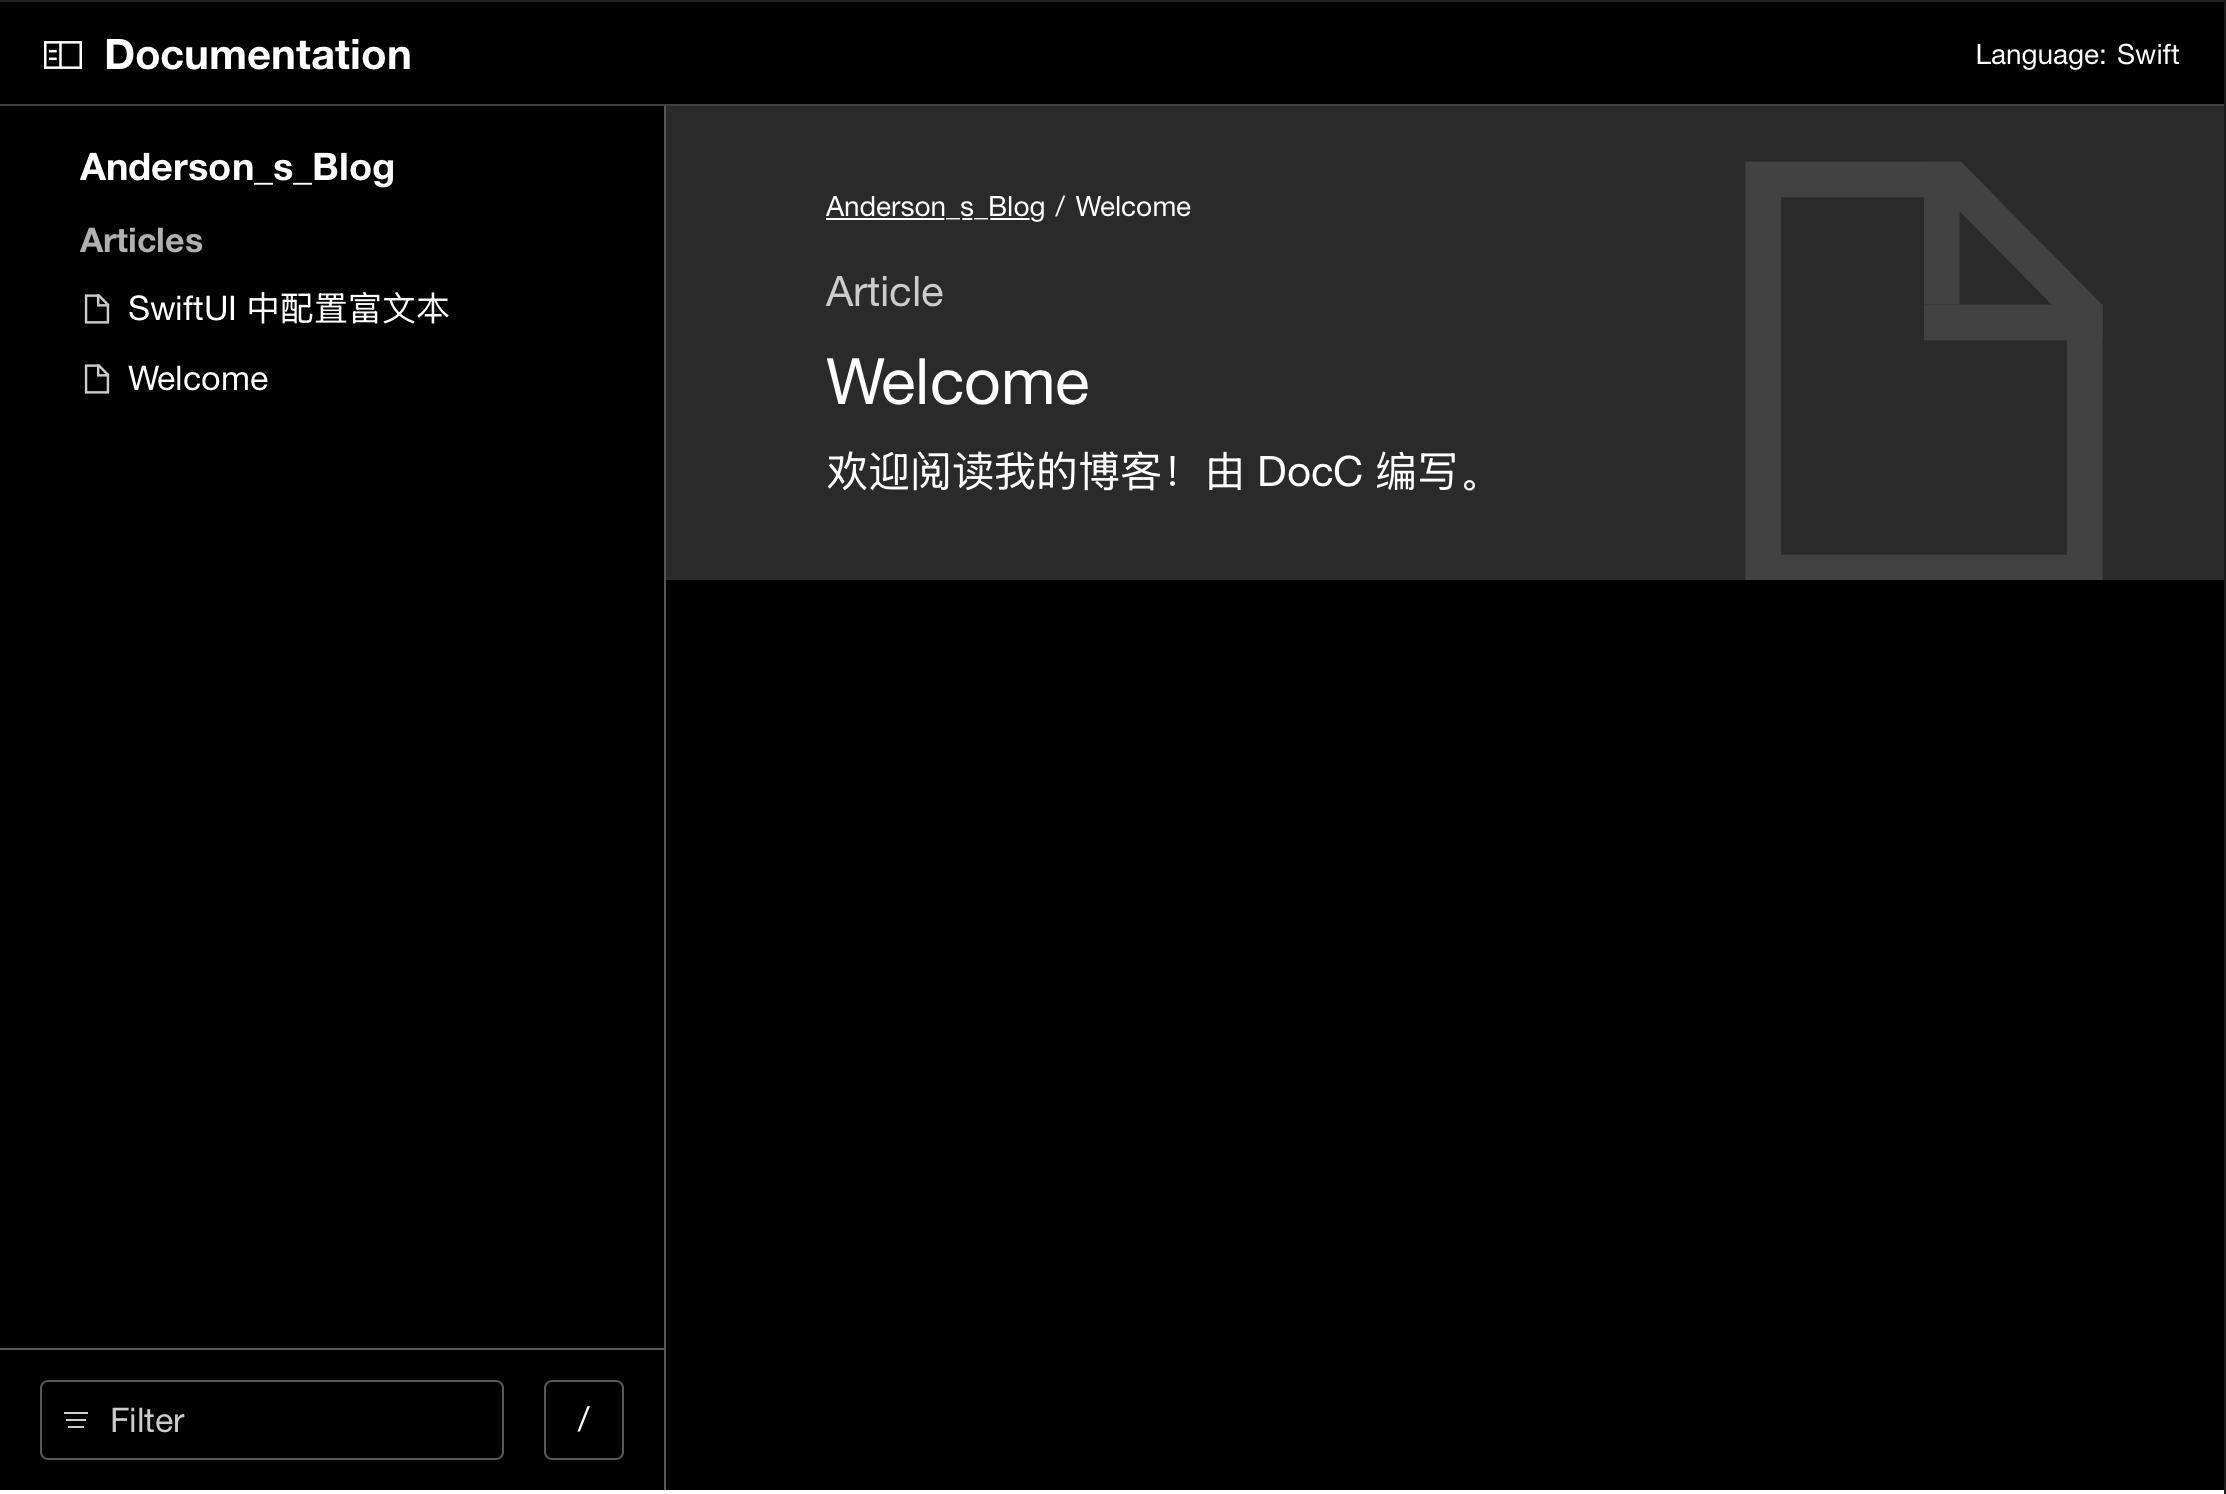 Documentation
Language: Swift
Anderson_s_Blog
Articles
SwiftUI 中配置富文本
Welcome
Filter
/
Anderson_s_Blog / Welcome
Article
Welcome
欢迎阅读我的博客！由 DocC 编写。